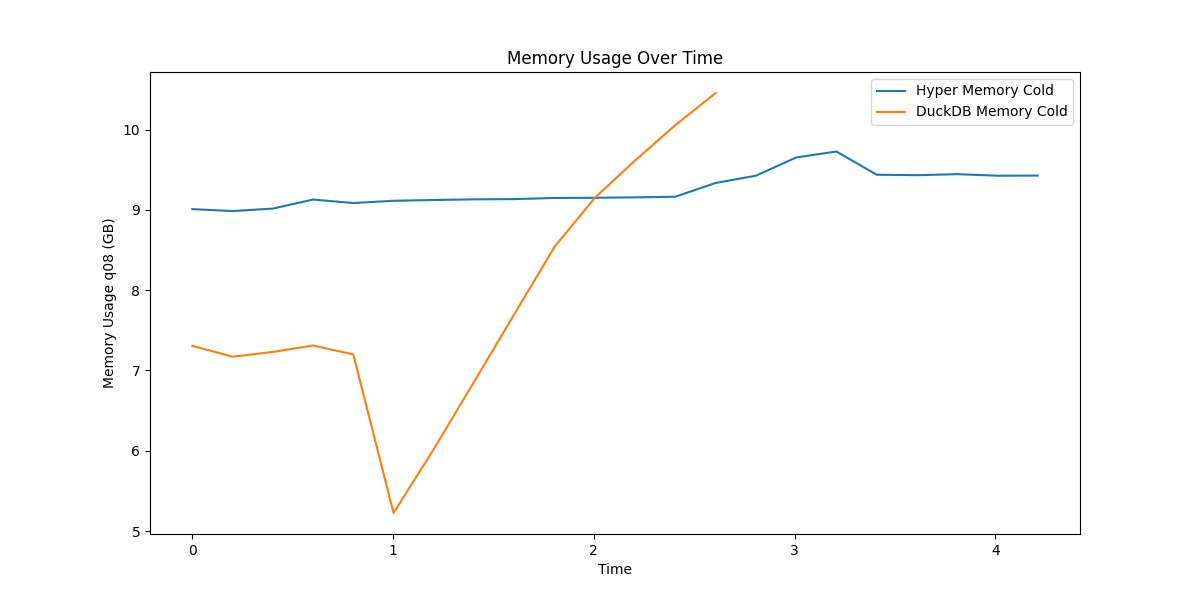 Memory Usage Over Time
Hyper Memory Cold
DuckDB Memory Cold
Memory Usage q08 (GB)
10
9
8
7
6
5
0 1 2 3 4
Time